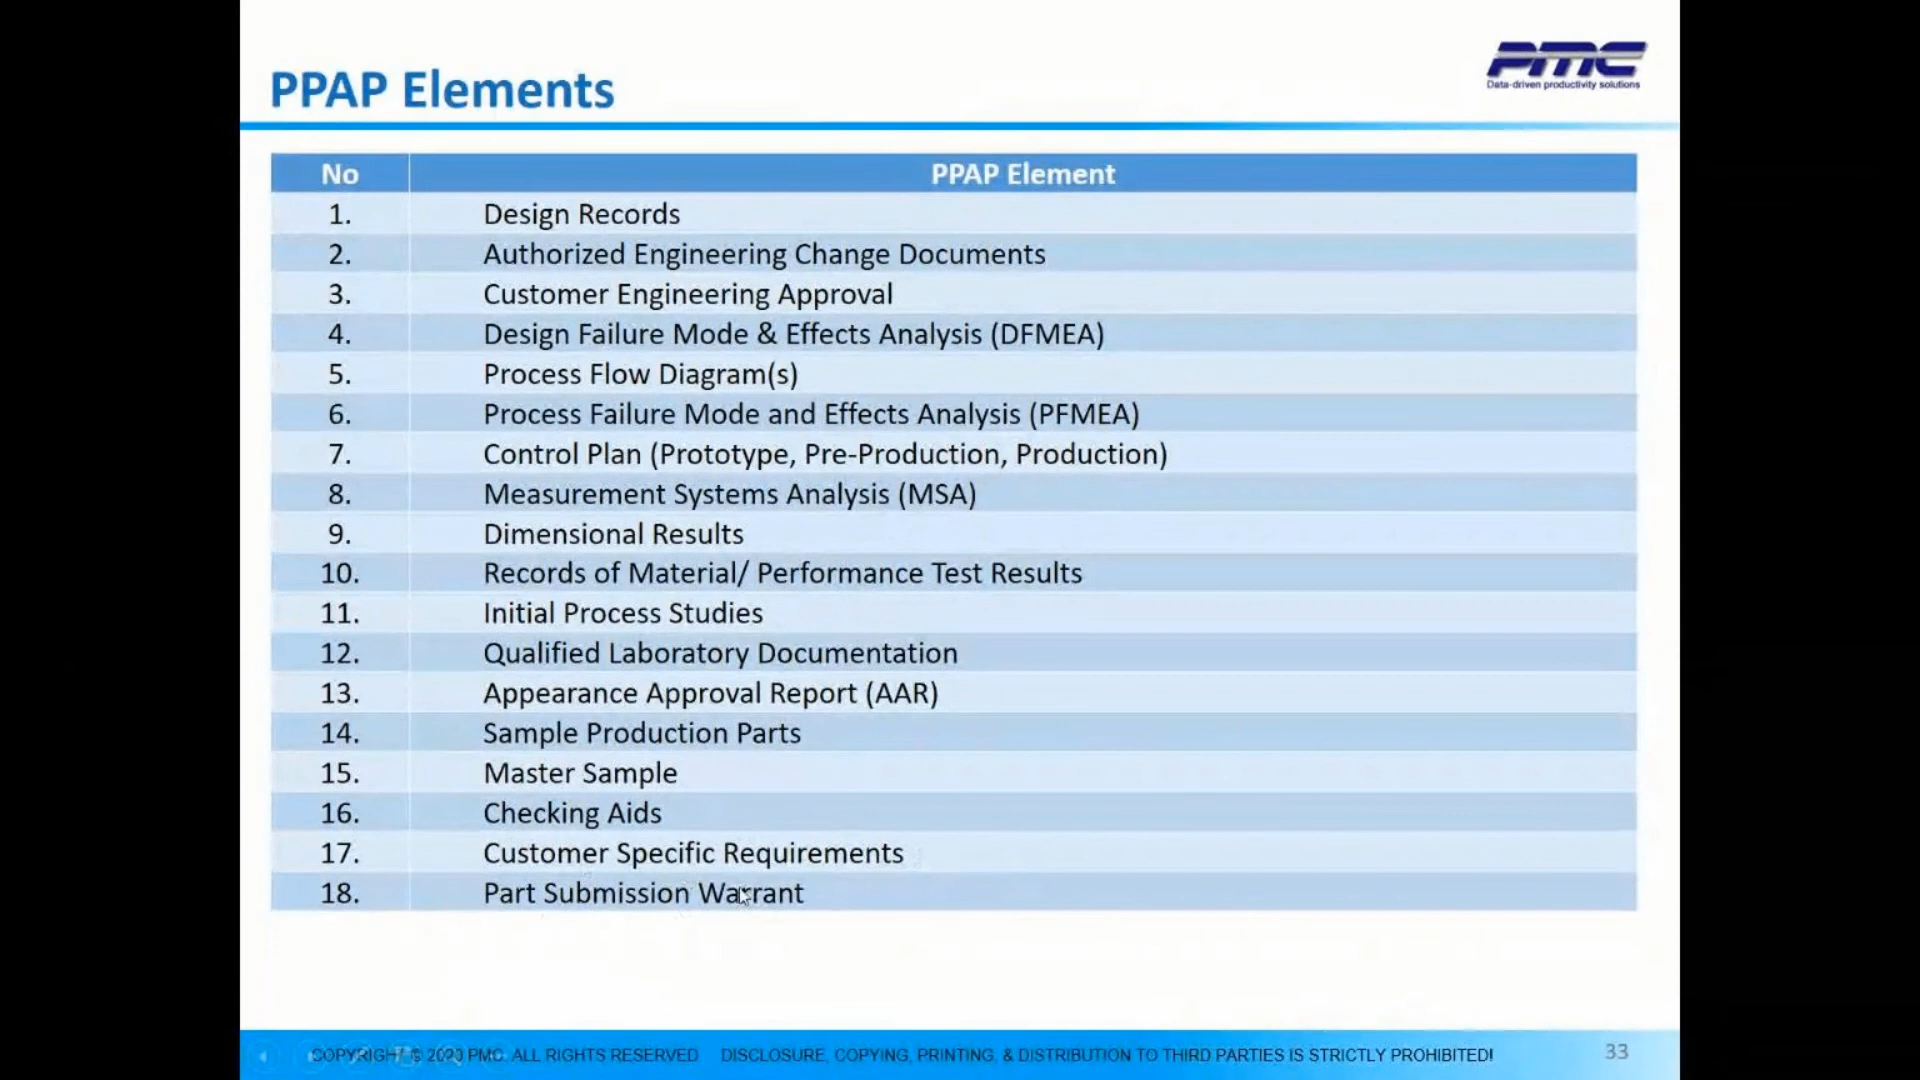 PPAP Elements
PMC
Data-driven productivity solutions
No PPAP Element
1. Design Records
2. Authorized Engineering Change Documents
3. Customer Engineering Approval
4. Design Failure Mode & Effects Analysis (DFMEA)
5. Process Flow Diagram(s)
6. Process Failure Mode and Effects Analysis (PFMEA)
7. Control Plan (Prototype, Pre-Production, Production)
8. Measurement Systems Analysis (MSA)
9. Dimensional Results
10. Records of Material/ Performance Test Results
11. Initial Process Studies
12. Qualified Laboratory Documentation
13. Appearance Approval Report (AAR)
14. Sample Production Parts
15. Master Sample
16. Checking Aids
17. Customer Specific Requirements
18. Part Submission Warrant
COPYRIGHT © 2020 PMC. ALL RIGHTS RESERVED DISCLOSURE, COPYING, PRINTING, & DISTRIBUTION TO THIRD PARTIES IS STRICTLY PROHIBITED! 33